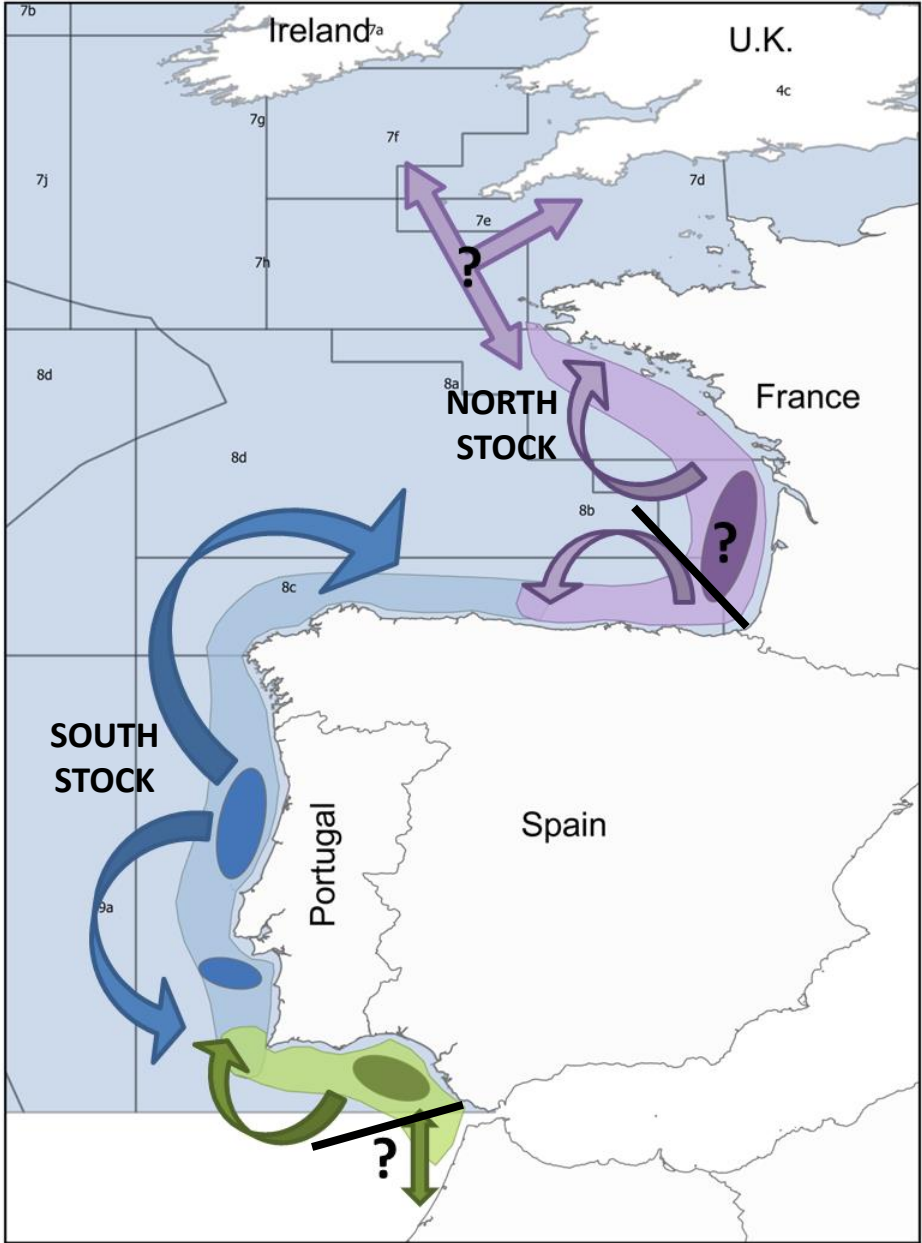 7b
Ireland
7a
U.K.
4c
7g
7f
7j
7d
7e
?
7h
8d
8a
NORTH
STOCK
France
8d
8b
?
8c
SOUTH
STOCK
Portugal
Spain
9a
?